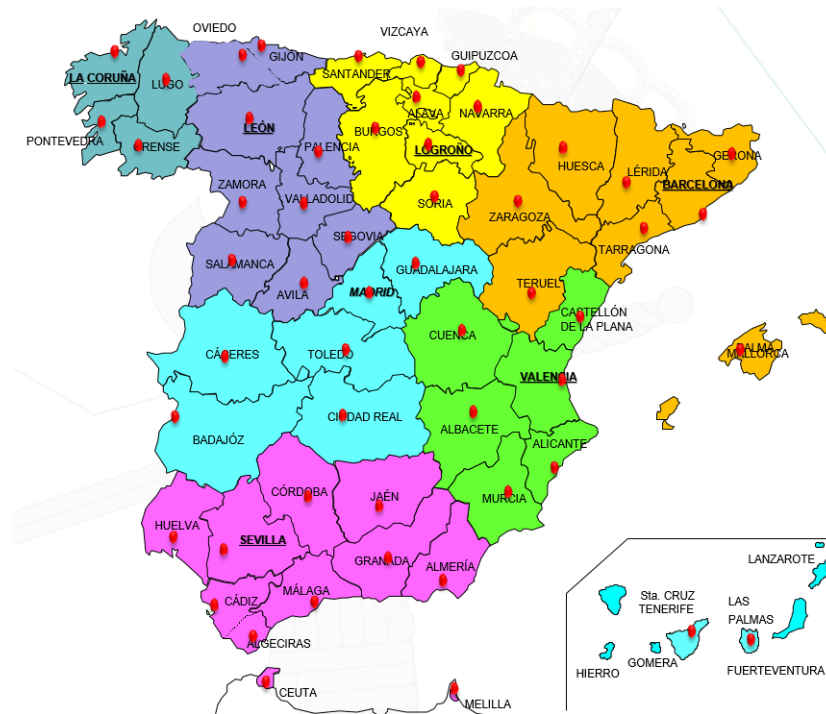 OVIEDO
VIZCAYA
GIJÓN
GUIPUZCOA
SANTANDER
LA CORUÑA
LUGO
ALAVA
NAVARRA
LEÓN
BURGOS
PONTEVEDRA
ORENSE
PALENCIA
LOGROÑO
HUESCA
LÉRIDA
GERONA
ZAMORA
BARCELONA
VALLADOLID
SORIA
ZARAGOZA
SEGOVIA
TARRAGONA
SALAMANCA
GUADALAJARA
AVILA
MADRID
TERUEL
CASTELLÓN
DE LA PLANA
CUENCA
PALMA
MALLORCA
CÁCERES
TOLEDO
VALENCIA
BADAJÓZ
CIUDAD REAL
ALBACETE
ALICANTE
CÓRDOBA
JAÉN
MURCIA
HUELVA
SEVILLA
GRANADA
ALMERÍA
CÁDIZ
MÁLAGA
ALGECIRAS
CEUTA
MELILLA
LANZAROTE
Sta. CRUZ
TENERIFE
LAS
PALMAS
HIERRO
GOMERA
FUERTEVENTURA